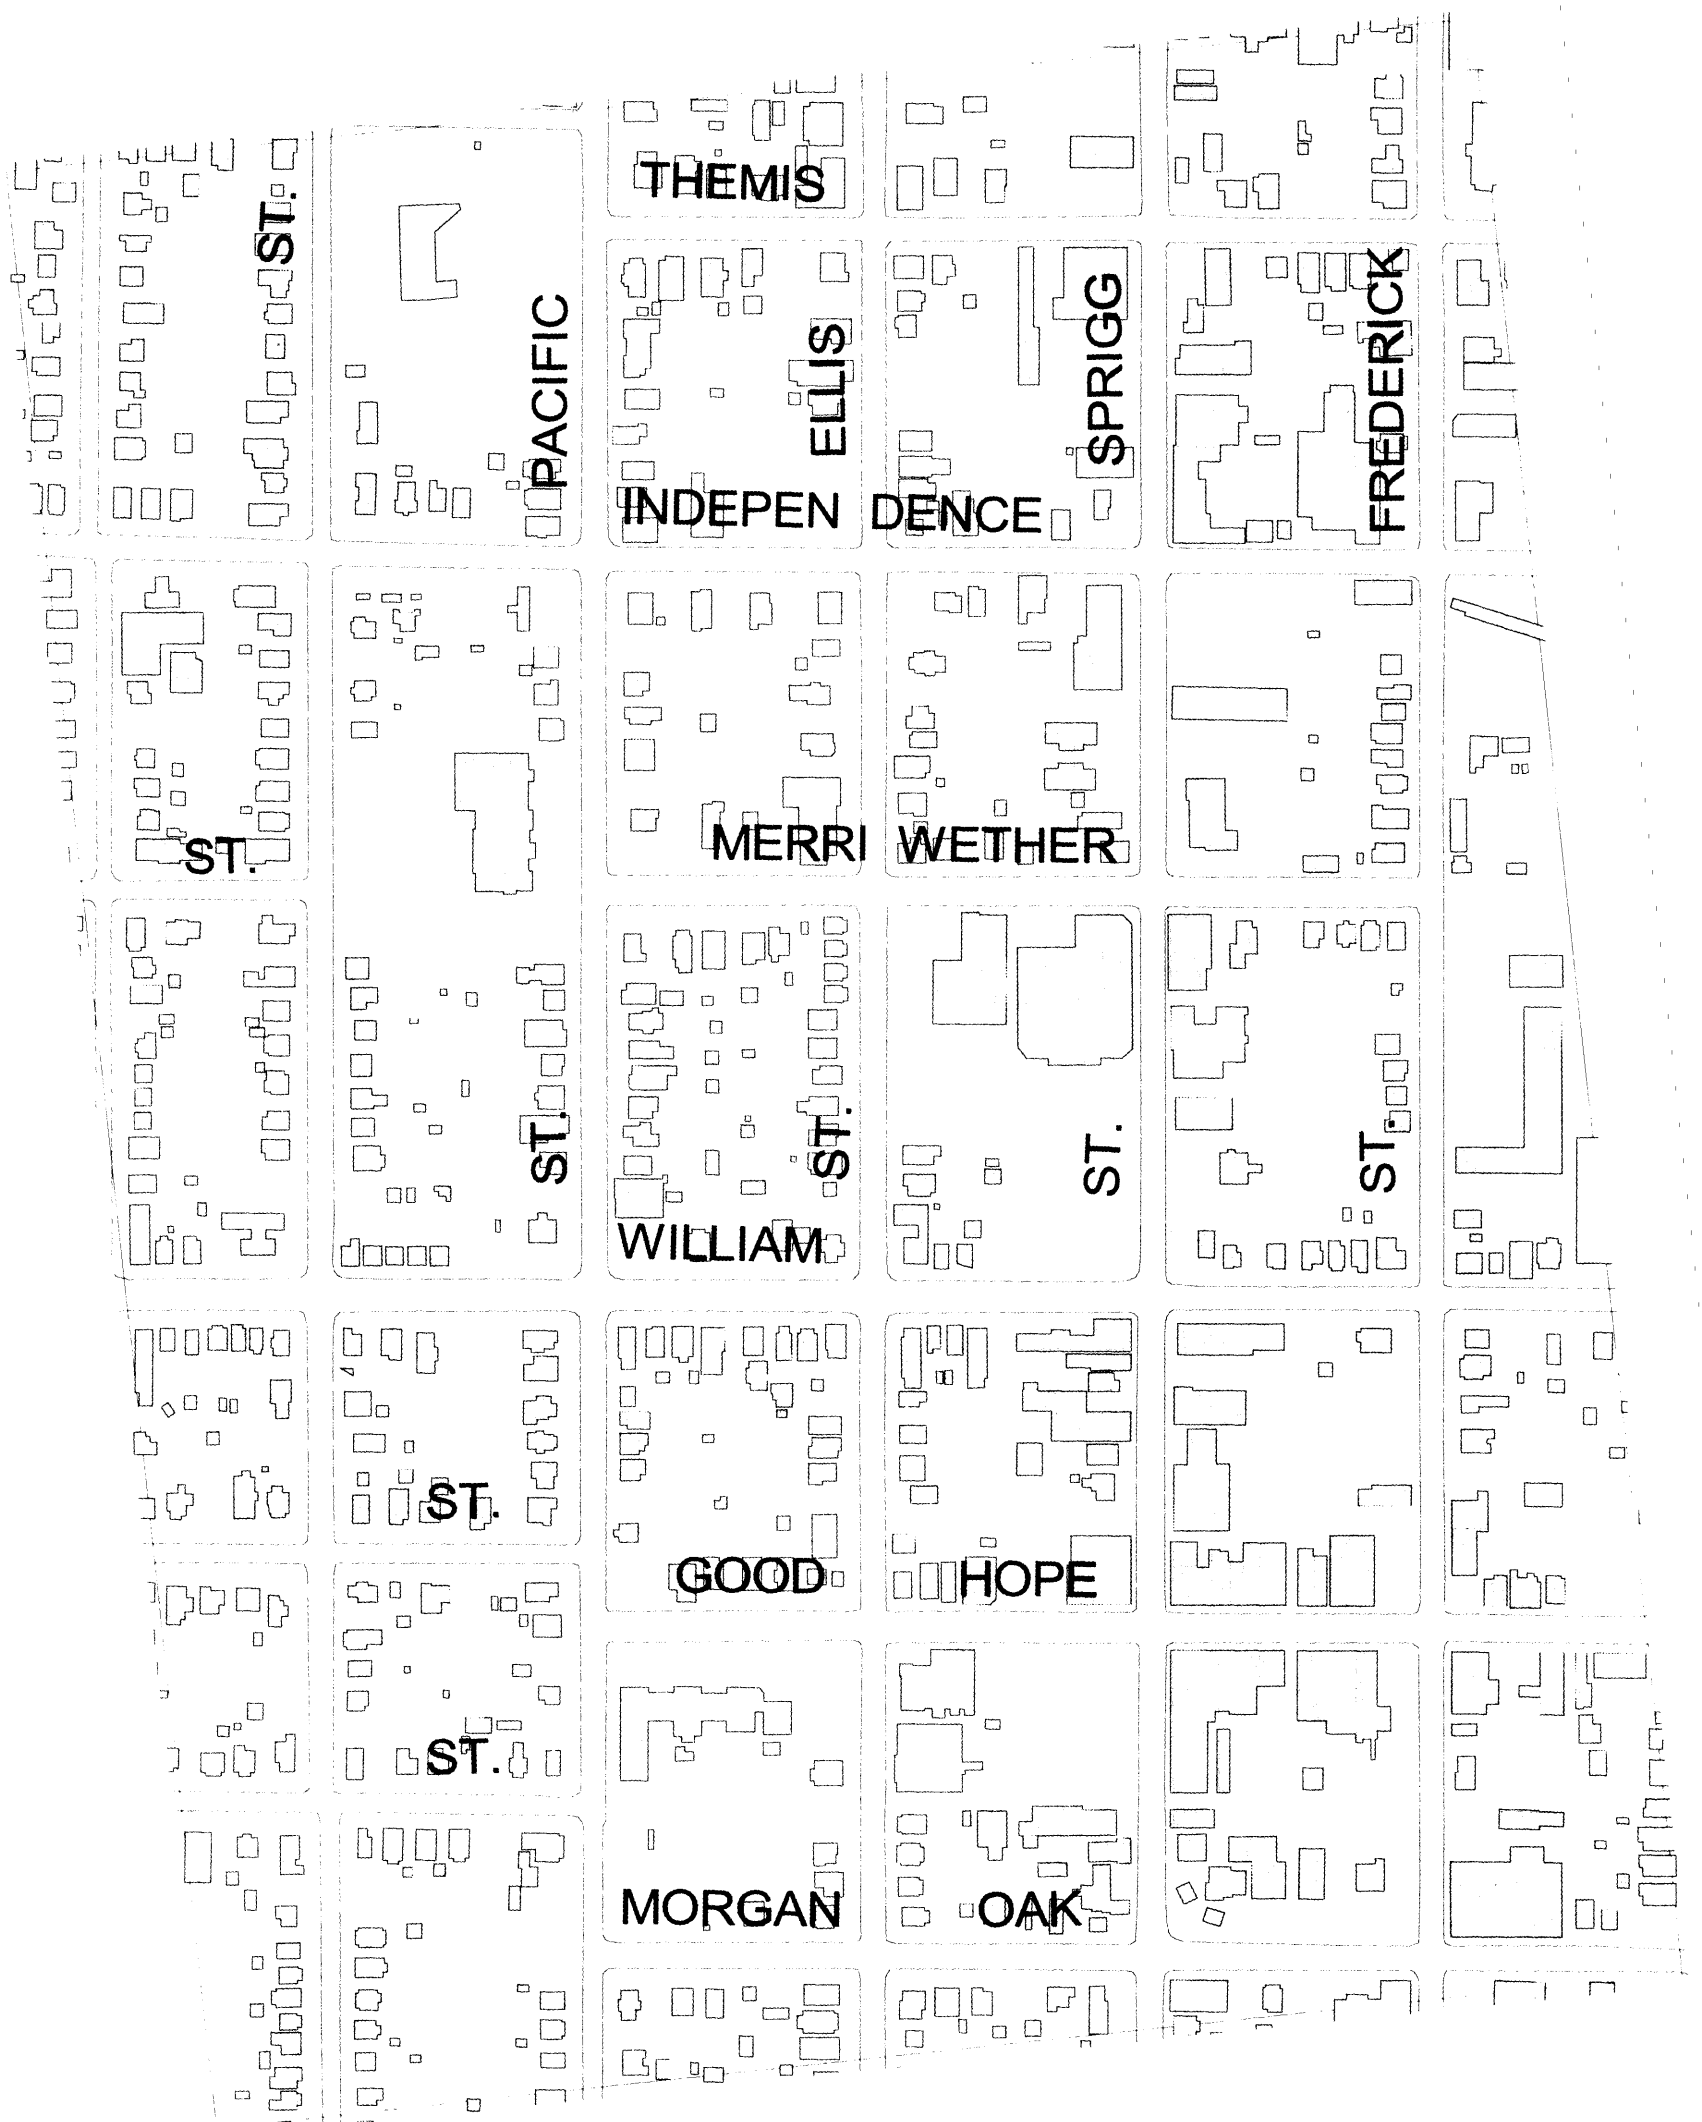 THEMIS
ST.
PACIFIC
ELLIS
SPRIGG
FREDERICK
INDEPEN DENCE
ST.
MERRI WETHER
ST.
ST.
ST.
ST.
WILLIAM
ST.
GOOD HOPE
ST.
MORGAN OAK